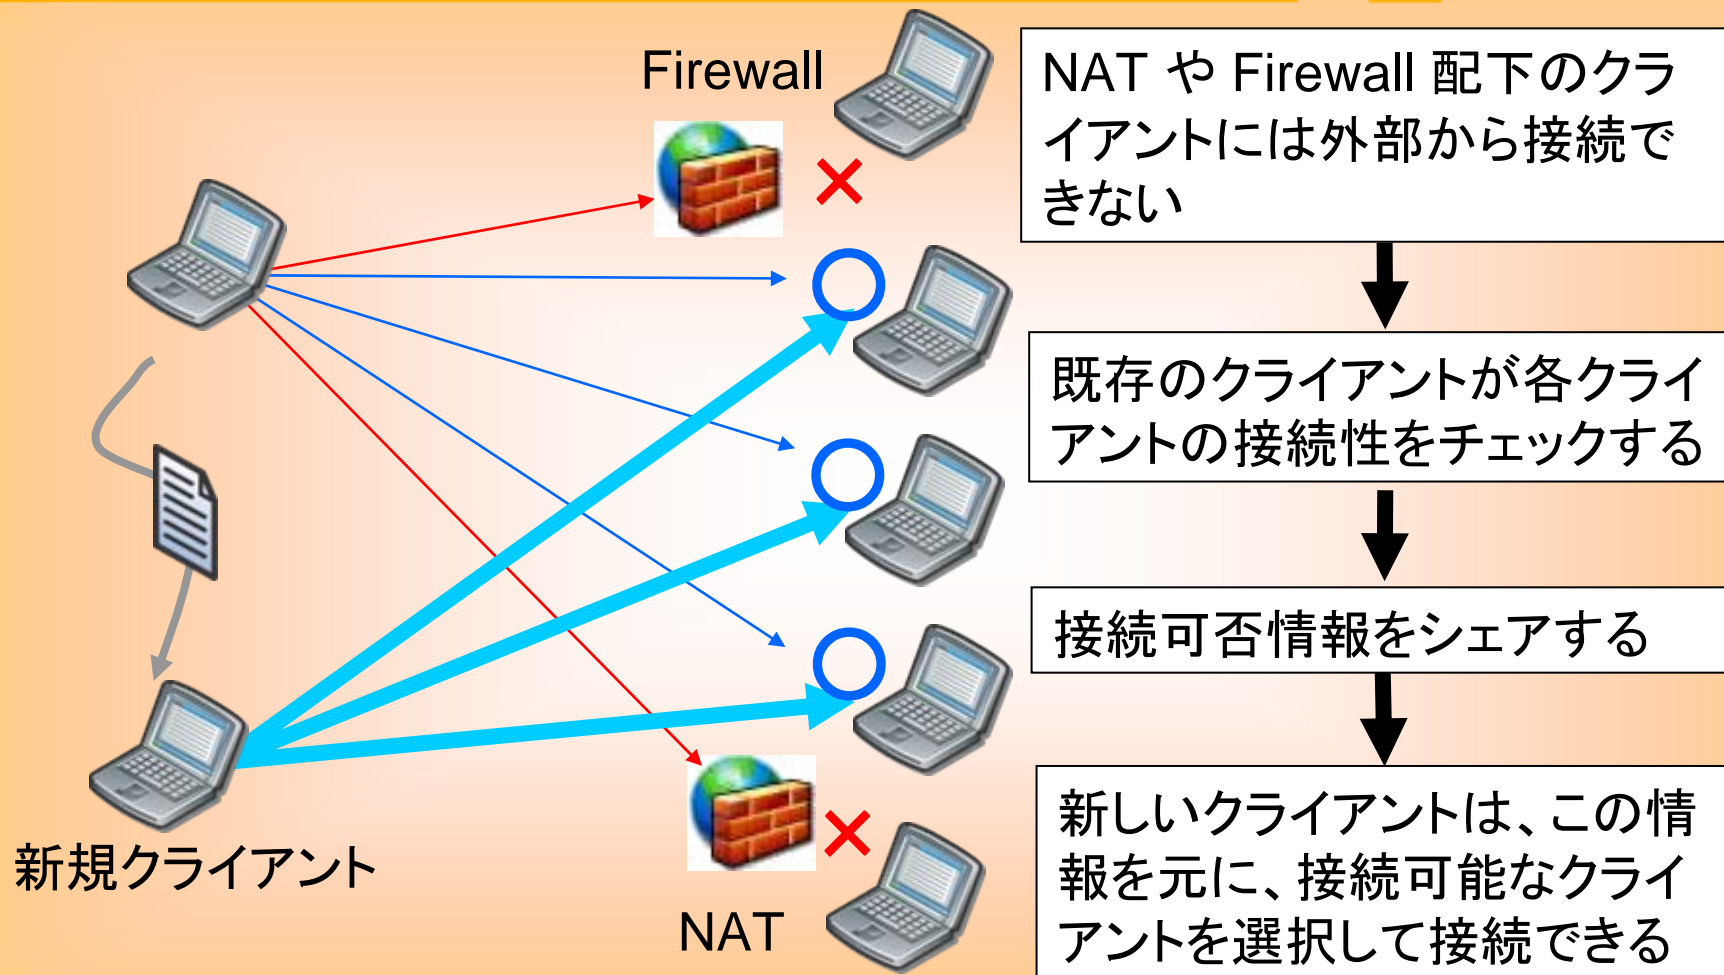 Firewall
新規クライアント
NAT
NAT や Firewall 配下のクラ
イアントには外部から接続で
きない
既存のクライアントが各クライ
アントの接続性をチェックする
接続可否情報をシェアする
新しいクライアントは、この情
報を元に、接続可能なクライ
アントを選択して接続できる